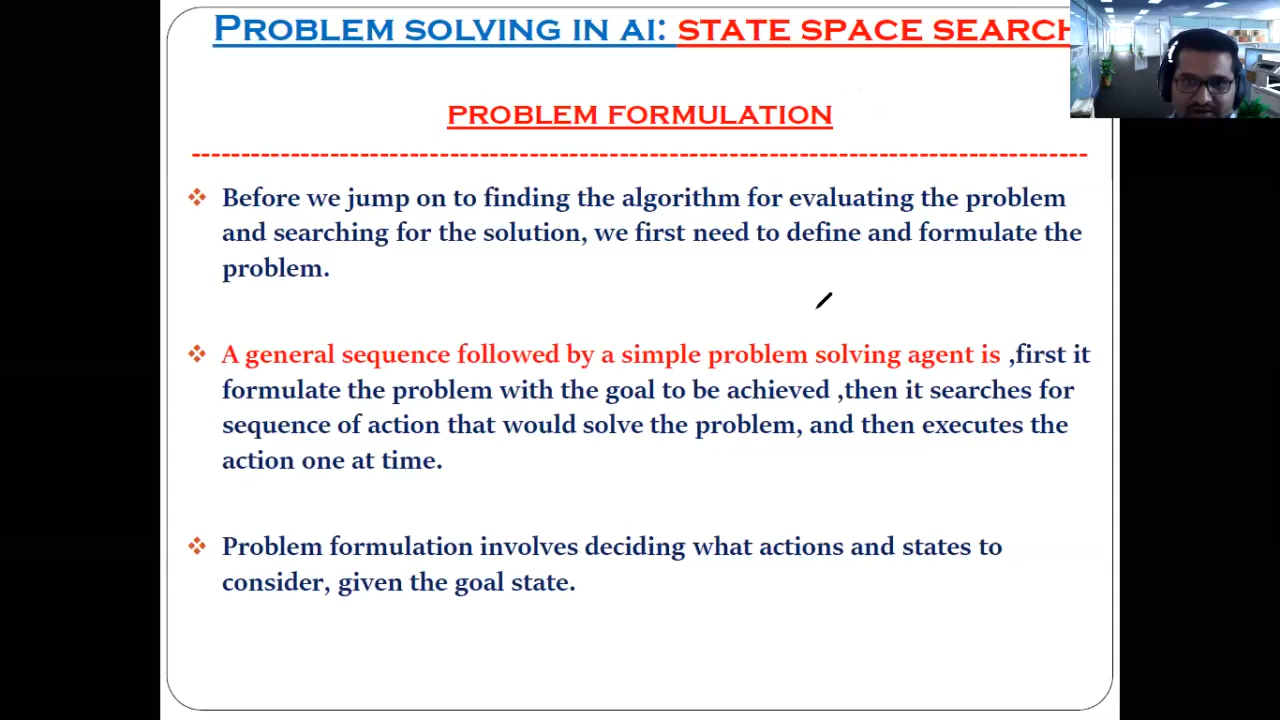 PROBLEM SOLVING IN AI: STATE SPACE SEARCH
PROBLEM FORMULATION
Before we jump on to finding the algorithm for evaluating the problem
and searching for the solution, we first need to define and formulate the
problem.
A general sequence followed by a simple problem solving agent is ,first it
formulate the problem with the goal to be achieved ,then it searches for
sequence of action that would solve the problem, and then executes the
action one at time.
Problem formulation involves deciding what actions and states to
consider, given the goal state.